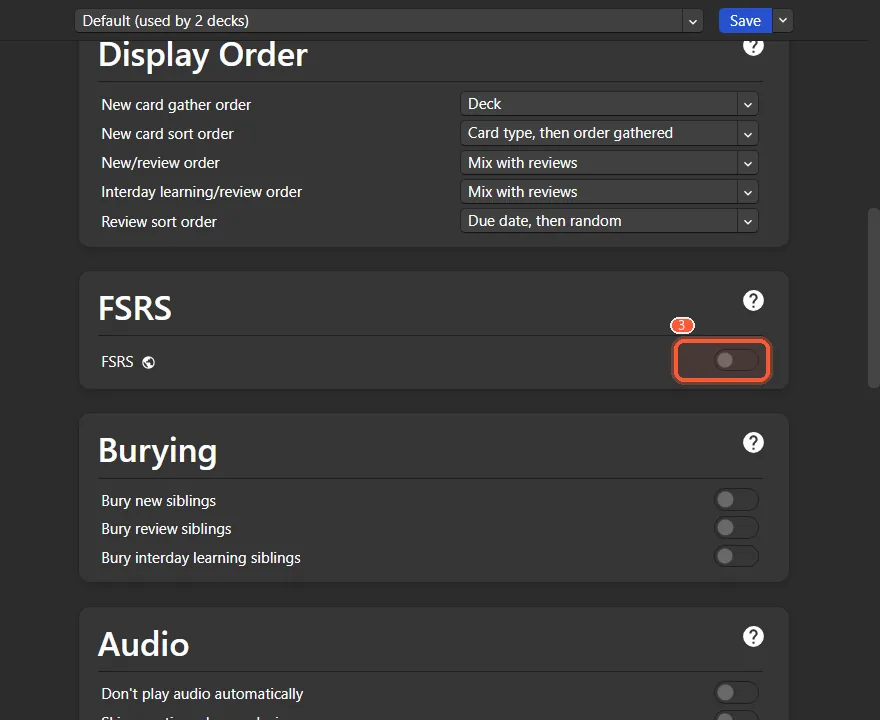 Default (used by 2 decks)
Save
Display Order
?
New card gather order
Deck
New card sort order
Card type, then order gathered
New/review order
Mix with reviews
Interday learning/review order
Mix with reviews
Review sort order
Due date, then random
FSRS
?
3
FSRS
Burying
?
Bury new siblings
Bury review siblings
Bury interday learning siblings
Audio
?
Don't play audio automatically